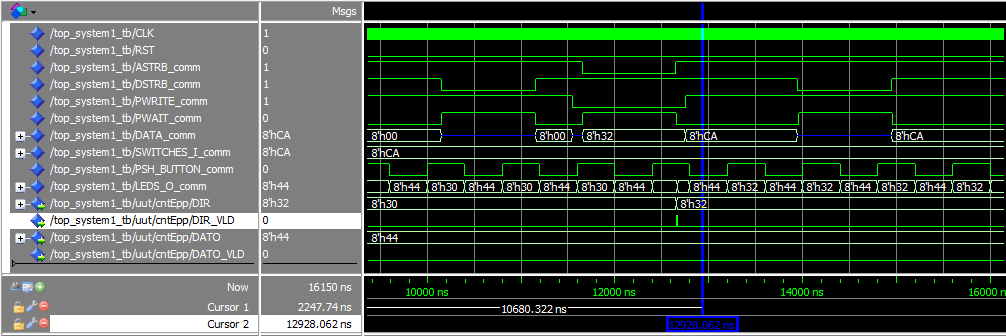 Msgs
/top_system1_tb/CLK 1
/top_system1_tb/RST 0
/top_system1_tb/ASTRB_comm 1
/top_system1_tb/DSTRB_comm 1
/top_system1_tb/PWRITE_comm 1
/top_system1_tb/PWAIT_comm 0
/top_system1_tb/DATA_comm 8'hCA 8'h00 8'h00 8'h32 8'hCA 8'hCA
/top_system1_tb/SWITCHES_I_comm 8'hCA 8'hCA
/top_system1_tb/PSH_BUTTON_comm 0
/top_system1_tb/LEDS_O_comm 8'h44 8'h44 8'h30 8'h44 8'h30 8'h44 8'h30 8'h44 8'h44 8'h32 8'h44 8'h32 8'h44 8'h32 8'h44 8'h32
/top_system1_tb/uut/cntEpp/DIR 8'h32 8'h30 8'h32
/top_system1_tb/uut/cntEpp/DIR_VLD 0
/top_system1_tb/uut/cntEpp/DATO 8'h44 8'h44
/top_system1_tb/uut/cntEpp/DATO_VLD 0
Now 16150 ns 10000 ns 12000 ns 14000 ns 16000 ns
Cursor 1 2247.74 ns 10680.322 ns
Cursor 2 12928.062 ns 12928.062 ns